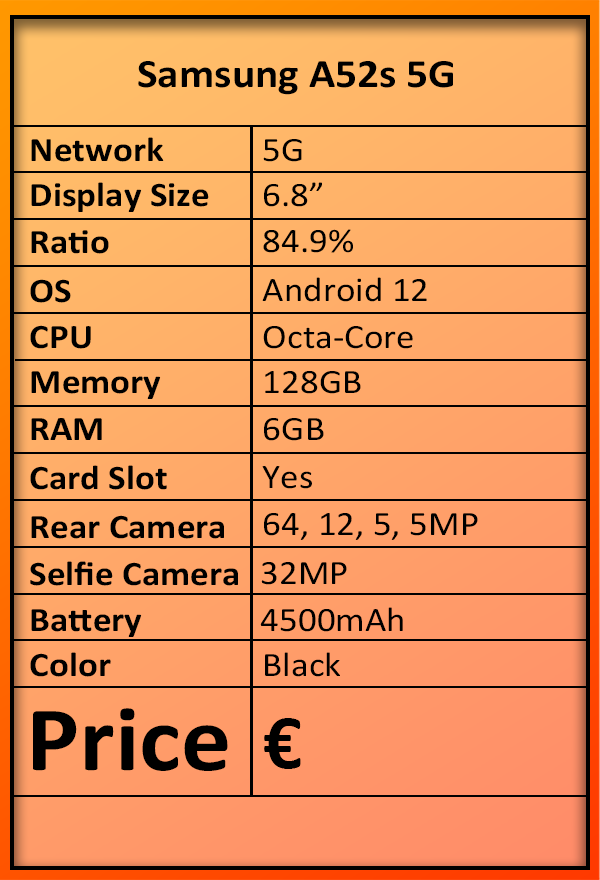 Samsung A52s 5G
Network 5G
Display Size 6.8”
Ratio 84.9%
OS Android 12
CPU Octa-Core
Memory 128GB
RAM 6GB
Card Slot Yes
Rear Camera 64, 12, 5, 5MP
Selfie Camera 32MP
Battery 4500mAh
Color Black
Price €